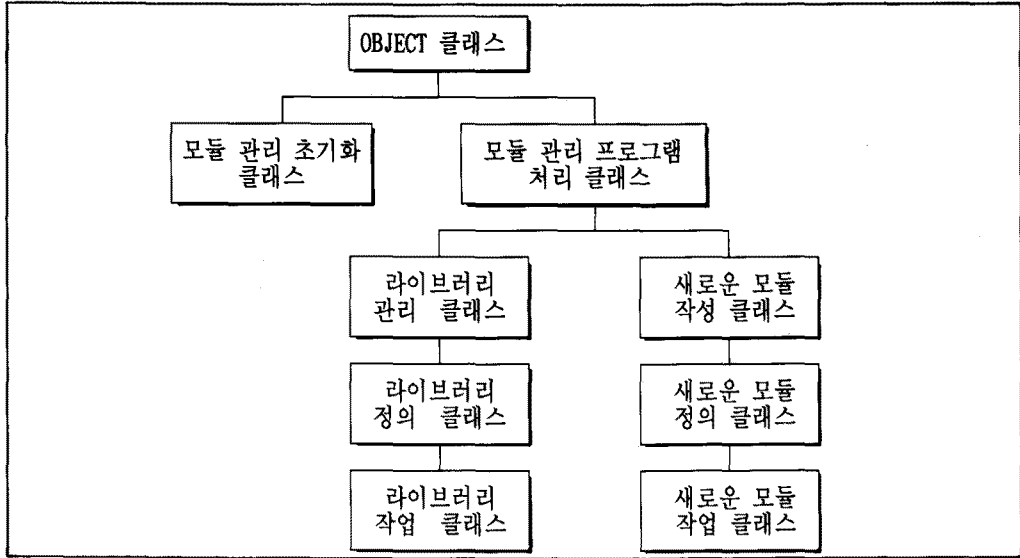 OBJECT 클래스
모듈 관리 초기화
클래스
모듈 관리 프로그램
처리 클래스
라이브러리
관리 클래스
새로운 모듈
작성 클래스
라이브러리
정의 클래스
새로운 모듈
정의 클래스
라이브러리
작업 클래스
새로운 모듈
작업 클래스